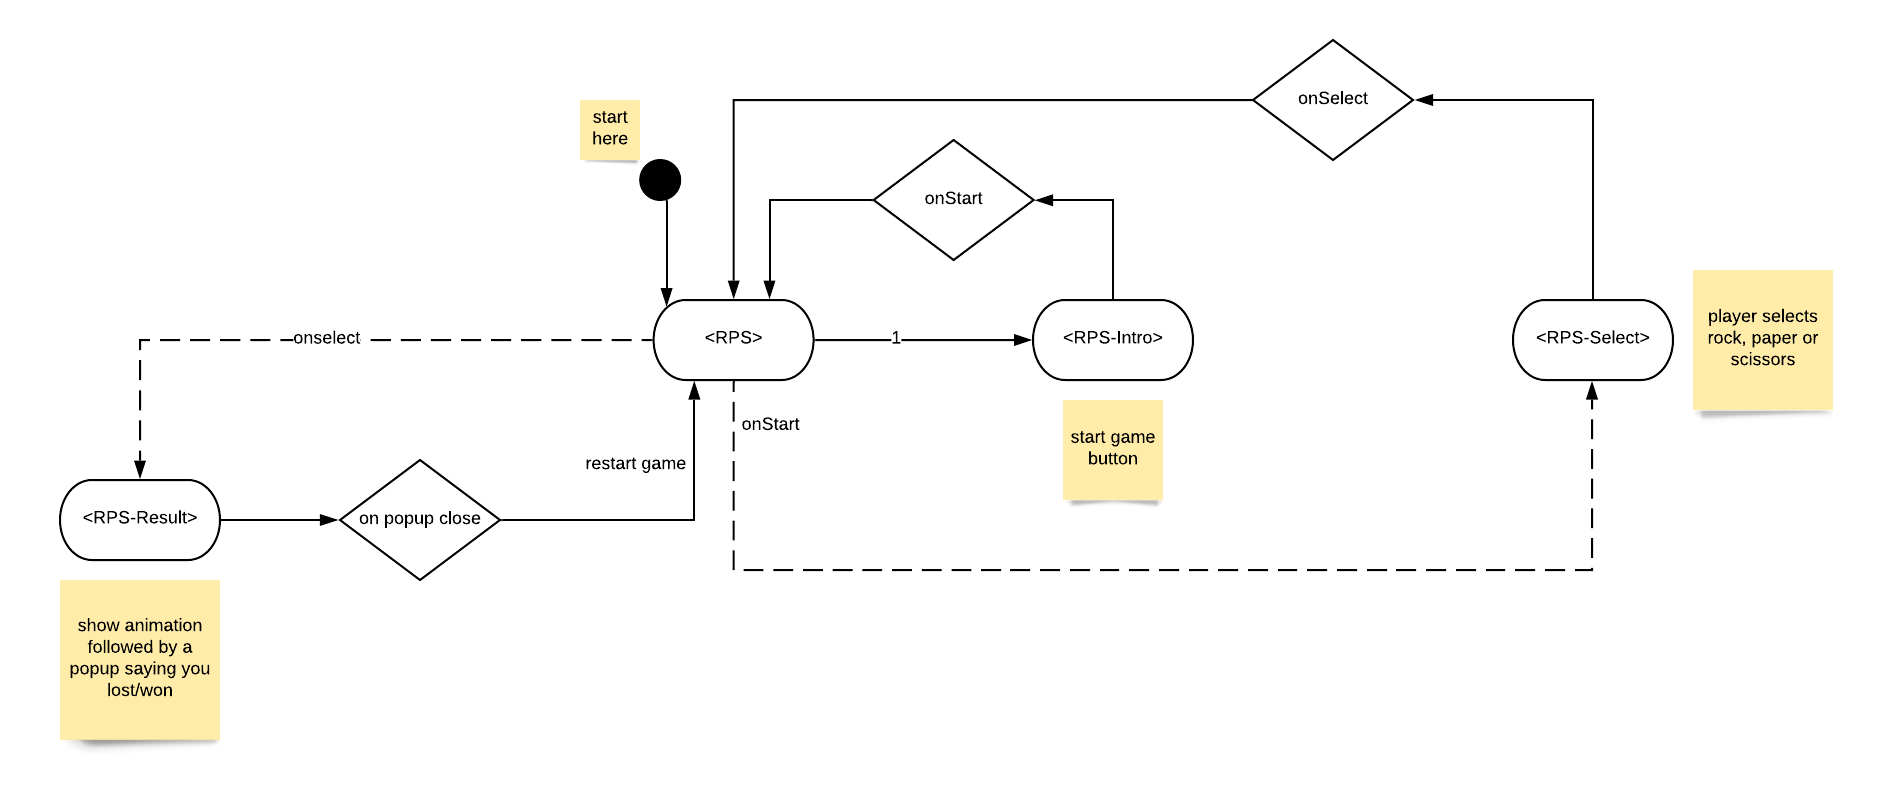 onSelect
start
here
onStart
player selects
rock, paper or
scissors
onselect
<RPS>
1
<RPS-Intro>
<RPS-Select>
onStart
start game
button
restart game
<RPS-Result>
on popup close
show animation
followed by a
popup saying you
lost/won